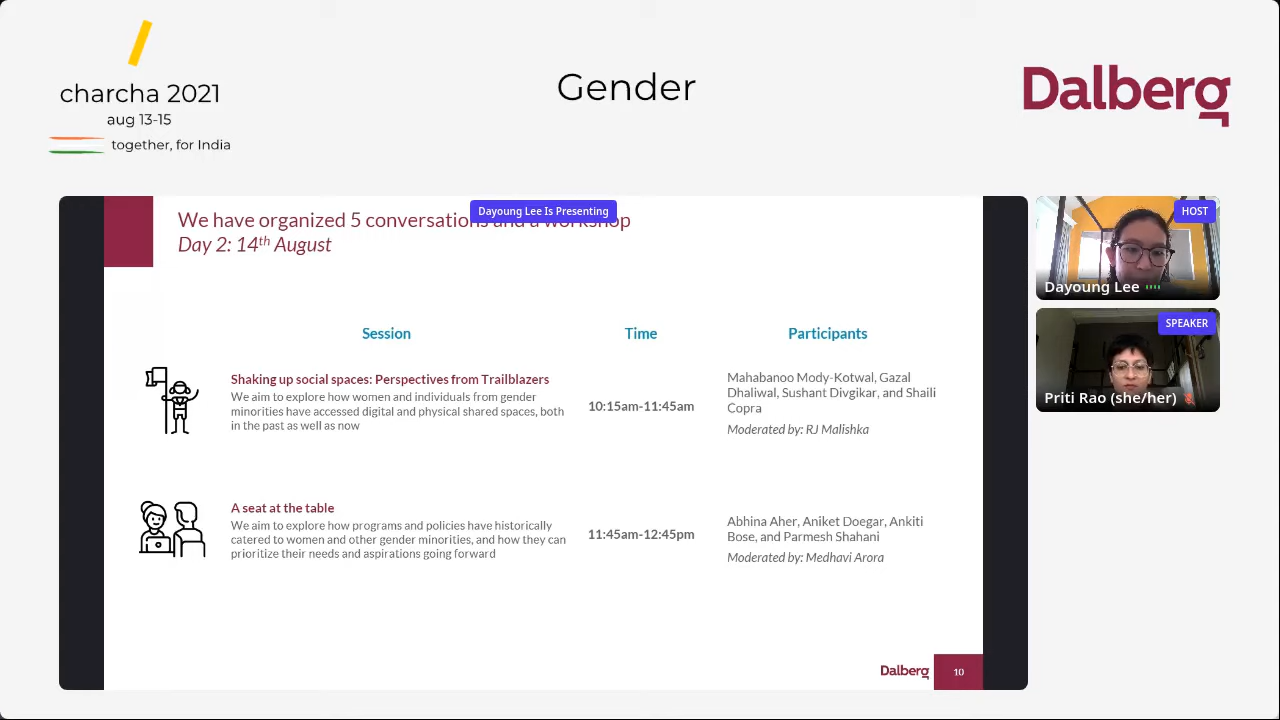 charcha 2021
aug 13-15
together, for India
Gender
Dalberg
We have organized 5 conversations and a workshop
Dayoung Lee Is Presenting
Day 2: 14th August
Session
Time
Participants
Shaking up social spaces: Perspectives from Trailblazers
We aim to explore how women and individuals from gender
minorities have accessed digital and physical shared spaces, both
in the past as well as now
10:15am-11:45am
Mahabanoo Mody-Kotwal, Gazal
Dhaliwal, Sushant Divgikar, and Shaili
Copra
Moderated by: RJ Malishka
A seat at the table
We aim to explore how programs and policies have historically
catered to women and other gender minorities, and how they can
prioritize their needs and aspirations going forward
11:45am-12:45pm
Abhina Aher, Aniket Doegar, Ankiti
Bose, and Parmesh Shahani
Moderated by: Medhavi Arora
Dalberg
10
HOST
Dayoung Lee
SPEAKER
Priti Rao (she/her)